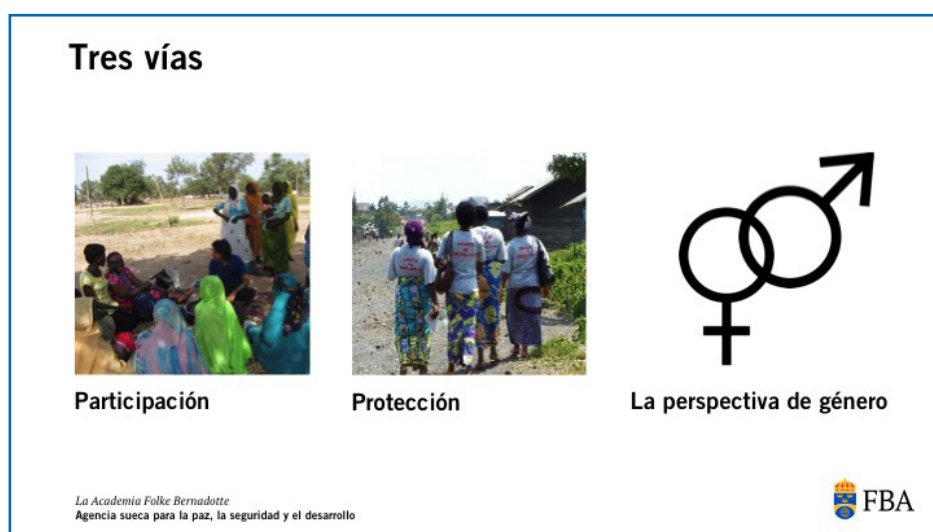 Tres vías
Participación
Protección
La perspectiva de género
La Academia Folke Bernadotte
Agencia sueca para la paz, la seguridad y el desarrollo
FBA